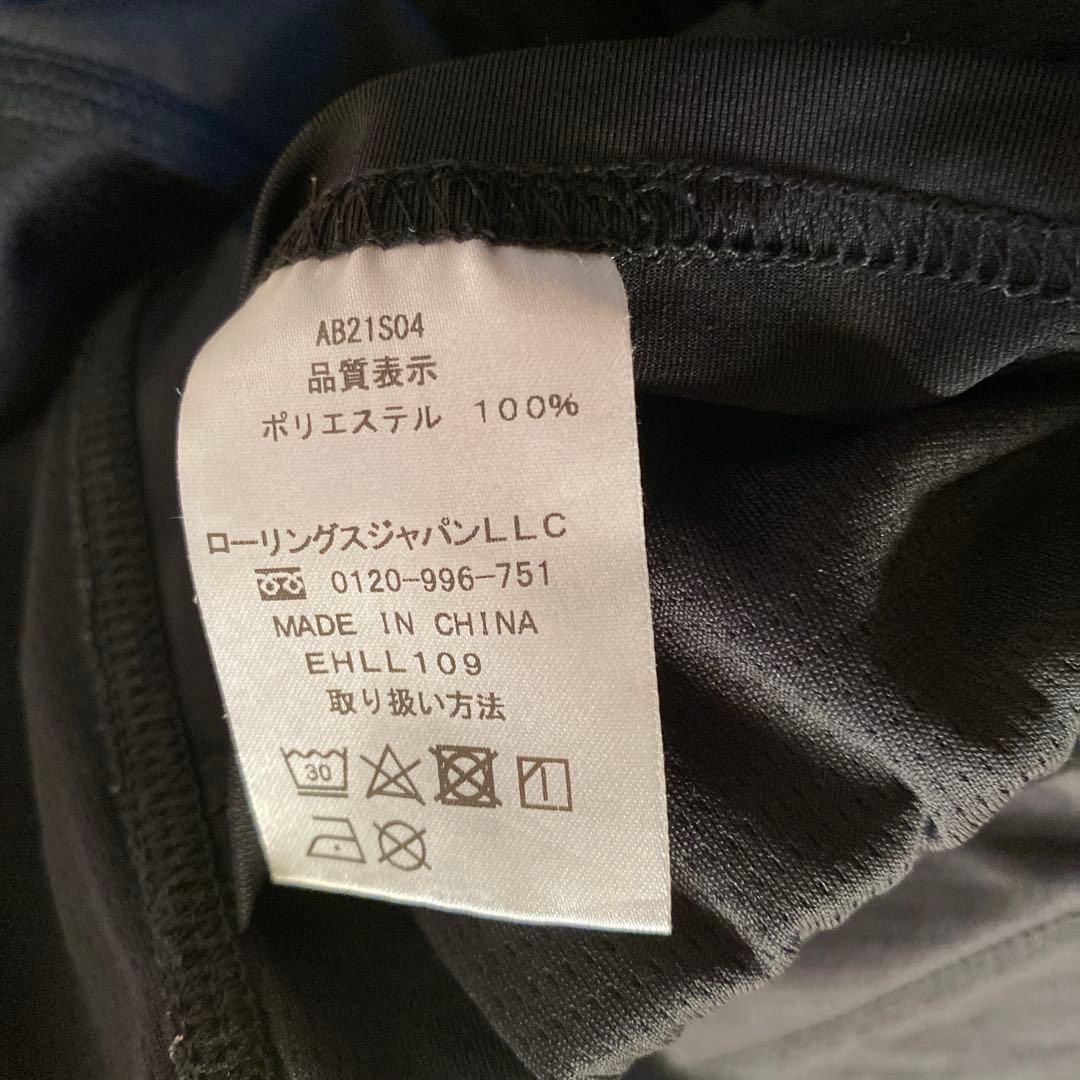 AB21S04
品質表示
ポリエステル 100%
ローリングスジャパンLLC
0120-996-751
MADE IN CHINA
EHLL109
取り扱い方法
30